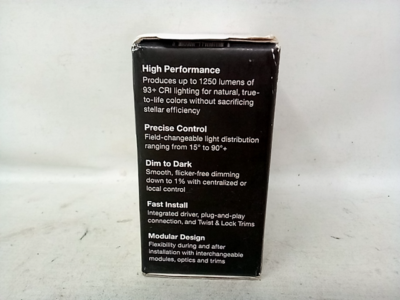 High Performance
Produces up to 1250 lumens of
93+ CRI lighting for natural, true-
to-life colors without sacrificing
stellar efficiency
Precise Control
Field-changeable light distribution
ranging from 15° to 90°+
Dim to Dark
Smooth, flicker-free dimming
down to 1% with centralized or
local control
Fast Install
Integrated driver, plug-and-play
connection, and Twist & Lock Trims
Modular Design
Flexibility during and after
installation with interchangeable
modules, optics and trims